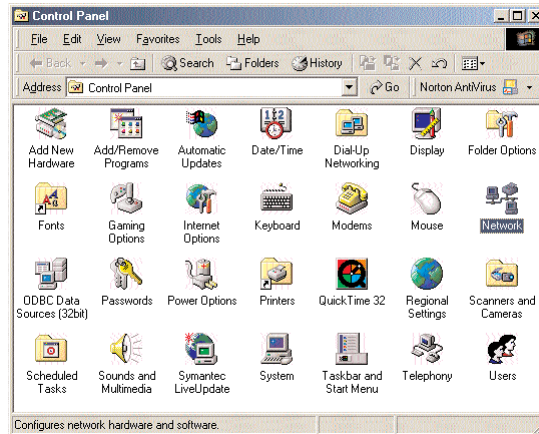 Control Panel
File Edit View Favorites Tools Help
Back Search Folders History
Address Control Panel Go Norton AntiVirus
Add New Hardware
Add/Remove Programs
Automatic Updates
Date/Time
Dial-Up Networking
Display
Folder Options
Fonts
Gaming Options
Internet Options
Keyboard
Modems
Mouse
Network
ODBC Data Sources (32bit)
Passwords
Power Options
Printers
QuickTime 32
Regional Settings
Scanners and Cameras
Scheduled Tasks
Sounds and Multimedia
Symantec LiveUpdate
System
Taskbar and Start Menu
Telephony
Users
Configures network hardware and software.